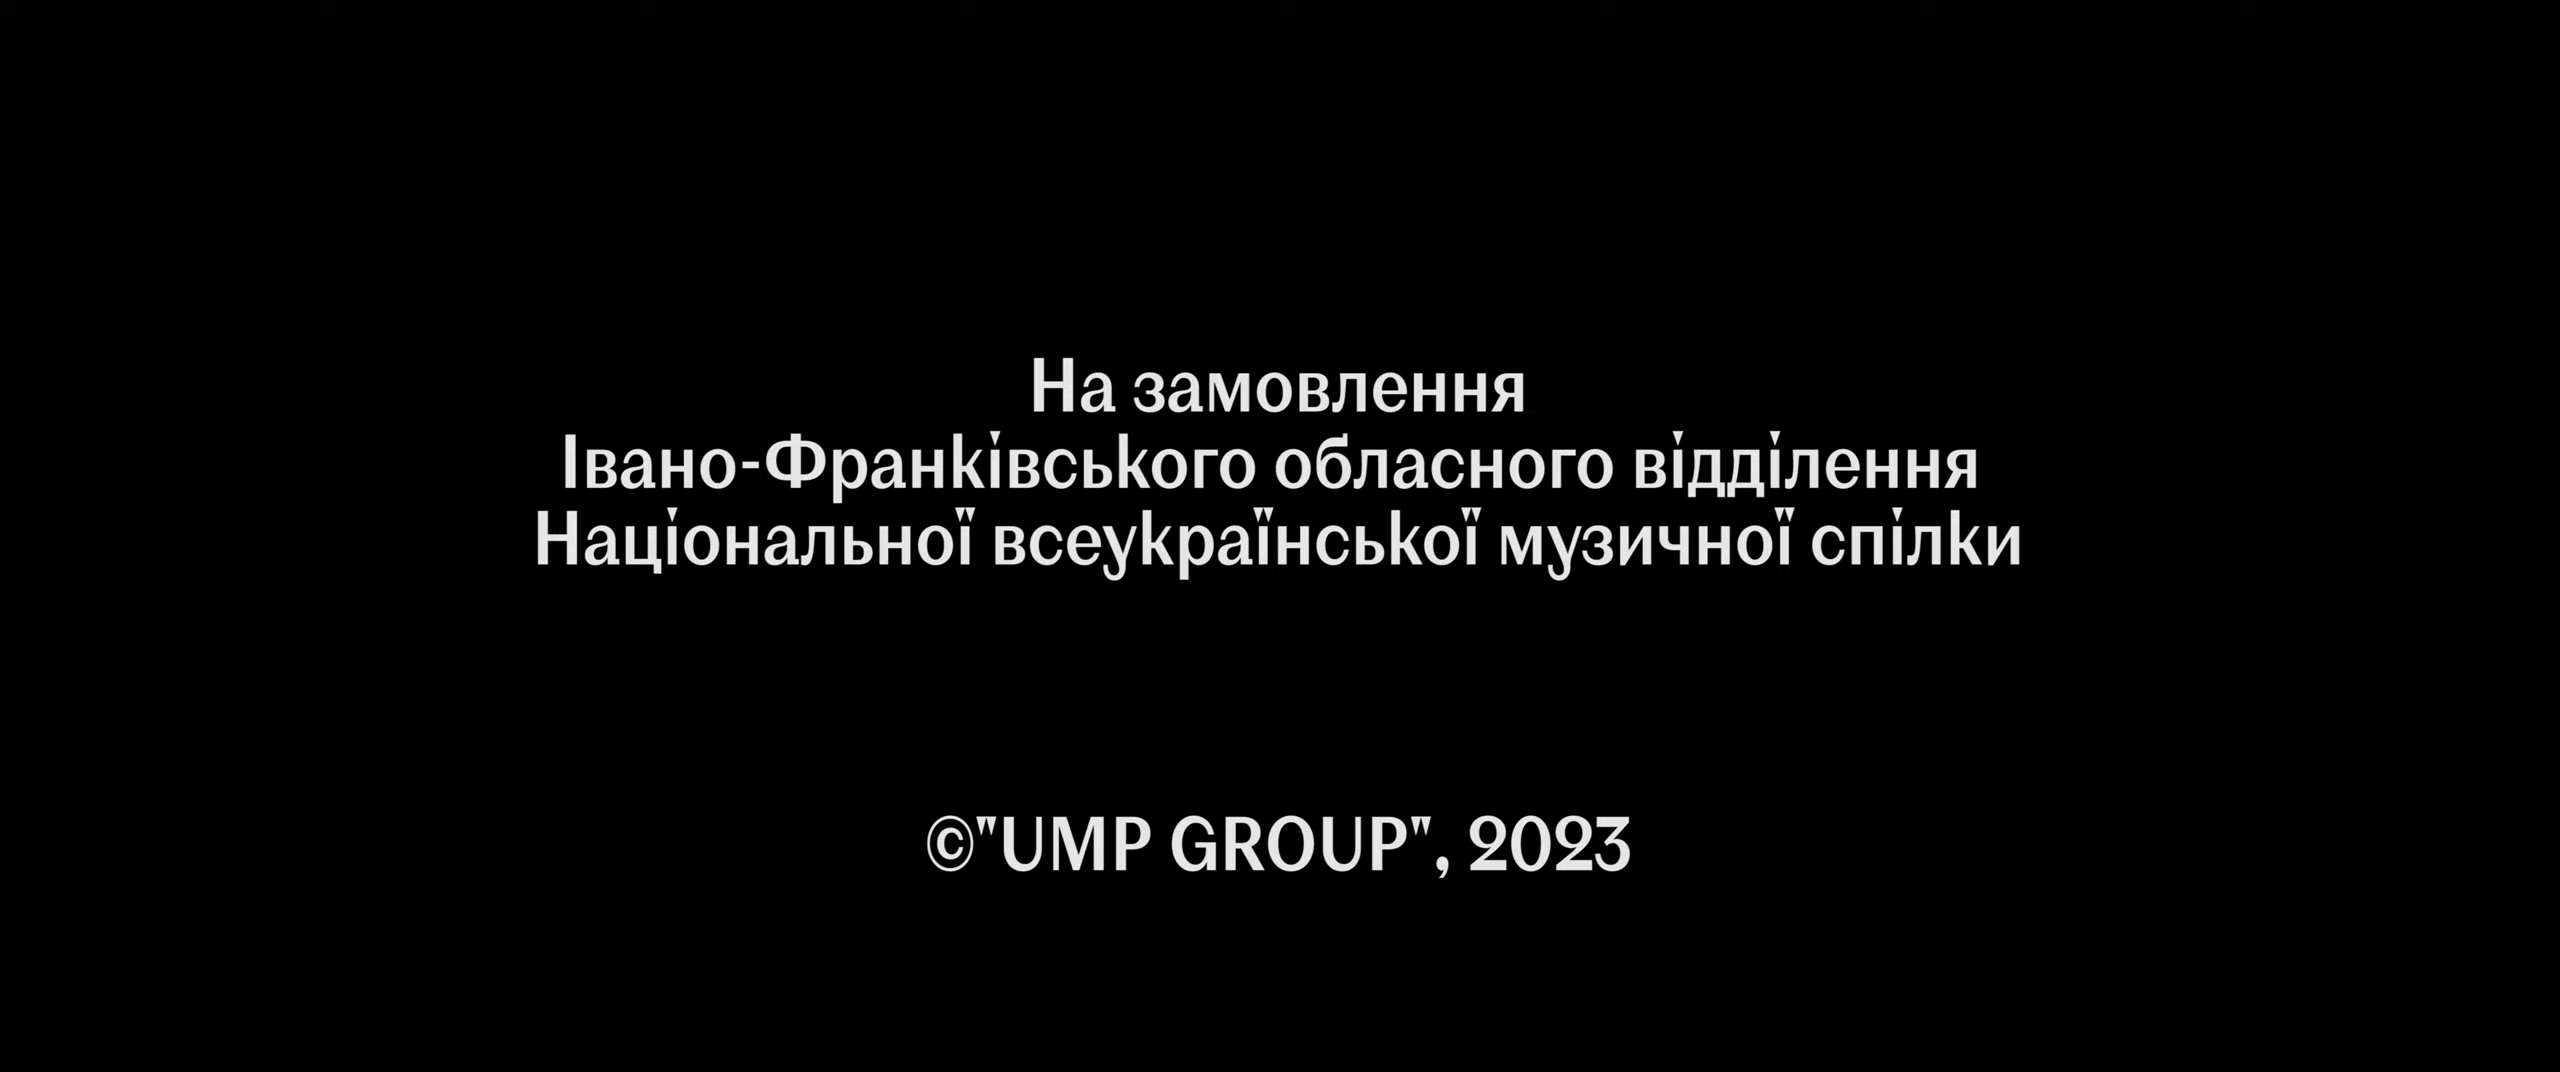 На замовлення
Івано-Франківського обласного відділення
Національної всеукраїнської музичної спілки
©"UMP GROUP", 2023